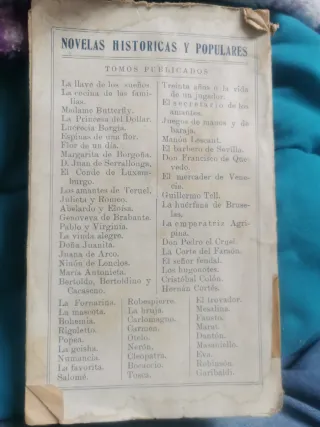 NOVELAS HISTORICAS Y POPULARES
TOMOS PUBLICADOS
La llave de los sueños.
La cocina de las fami-
lias.
Madame Butterfly.
La Princesa del Dollar.
Lucrecia Borgia.
Espinas de una flor.
Flor de un día.
Margarita de Borgoña.
D. Juan de Serrallonga.
El Conde de Luxem-
burgo.
Los amantes de Teruel.
Julieta y Romeo.
Abelardo y Eloisa.
Genoveva de Brabante.
Pablo y Virginia.
La viuda alegre.
Doña Juanita.
Juana de Arco.
Ninón de Lenclos.
María Antonieta.
Bertoldo, Bertoldino y
Cacaseno.
Treinta años o la vida
de un jugador.
El secretario de los
amantes.
Juegos de manos y de
baraja.
Manón Lescaut.
El barbero de Sevilla.
Don Francisco de Que-
vedo.
El mercader de Vene-
cia.
Guillermo Tell.
La huérfana de Bruse-
las.
La emperatriz Agri-
pina.
Don Pedro el Cruel.
La Corte del Faraón.
El señor feudal.
Los hugonotes.
Cristóbal Colón.
Hernán Cortés.
La Fornarina.
La mascota.
Bohemia.
Rigoletto.
Popea.
La geisha.
Numancia.
La favorita.
Salomé.
Robespierre.
La bruja.
Carlomagno.
Carmen.
Otelo.
Nerón.
Cleopatra.
Bocaccio.
Tosca.
El trovador.
Mesalina.
Fausto.
Marat.
Dantón.
Massaniello.
Eva.
Robinsón.
Garibaldi.